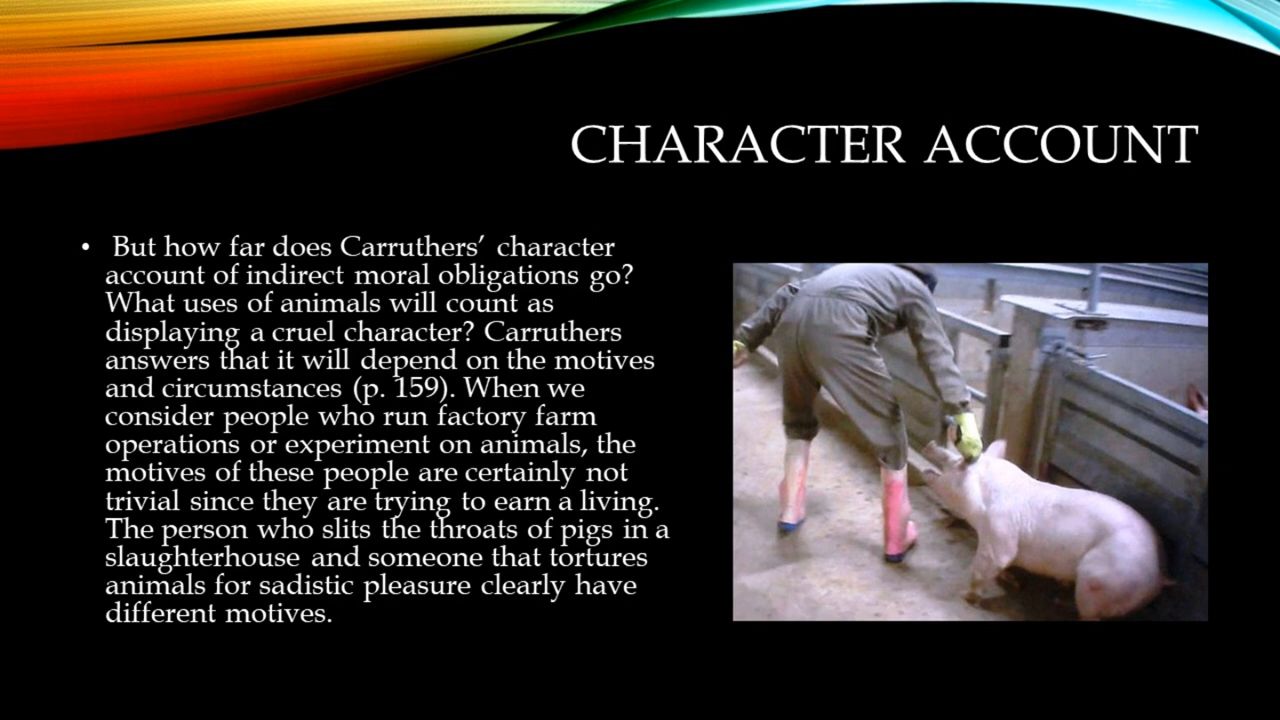 CHARACTER ACCOUNT
• But how far does Carruthers’ character
account of indirect moral obligations go?
What uses of animals will count as
displaying a cruel character? Carruthers
answers that it will depend on the motives
and circumstances (p. 159). When we
consider people who run factory farm
operations or experiment on animals, the
motives of these people are certainly not
trivial since they are trying to earn a living.
The person who slits the throats of pigs in a
slaughterhouse and someone that tortures
animals for sadistic pleasure clearly have
different motives.